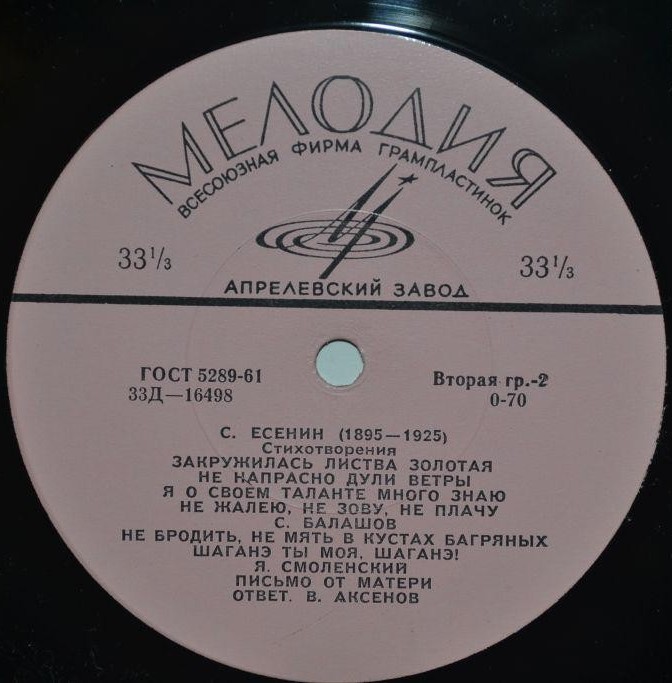 МЕЛОДИЯ
ВСЕСОЮЗНАЯ ФИРМА ГРАМПЛАСТИНОК
33⅓ 33⅓
АПРЕЛЕВСКИЙ ЗАВОД
ГОСТ 5289-61 Вторая гр.-2
33Д—16498 0-70
С. ЕСЕНИН (1895—1925)
Стихотворения
ЗАКРУЖИЛАСЬ ЛИСТВА ЗОЛОТАЯ
НЕ НАПРАСНО ДУЛИ ВЕТРЫ
Я О СВОЁМ ТАЛАНТЕ МНОГО ЗНАЮ
НЕ ЖАЛЕЮ, НЕ ЗОВУ, НЕ ПЛАЧУ
С. БАЛАШОВ
НЕ БРОДИТЬ, НЕ МЯТЬ В КУСТАХ БАГРЯНЫХ
ШАГАНЭ ТЫ МОЯ, ШАГАНЭ!
Я. СМОЛЕНСКИЙ
ПИСЬМО ОТ МАТЕРИ
ОТВЕТ. В. АКСЕНОВ